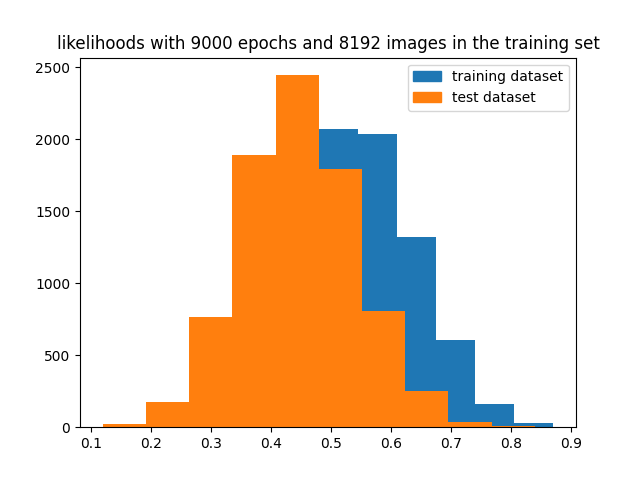 likelihoods with 9000 epochs and 8192 images in the training set
training dataset
test dataset
2500
2000
1500
1000
500
0
0.1 0.2 0.3 0.4 0.5 0.6 0.7 0.8 0.9